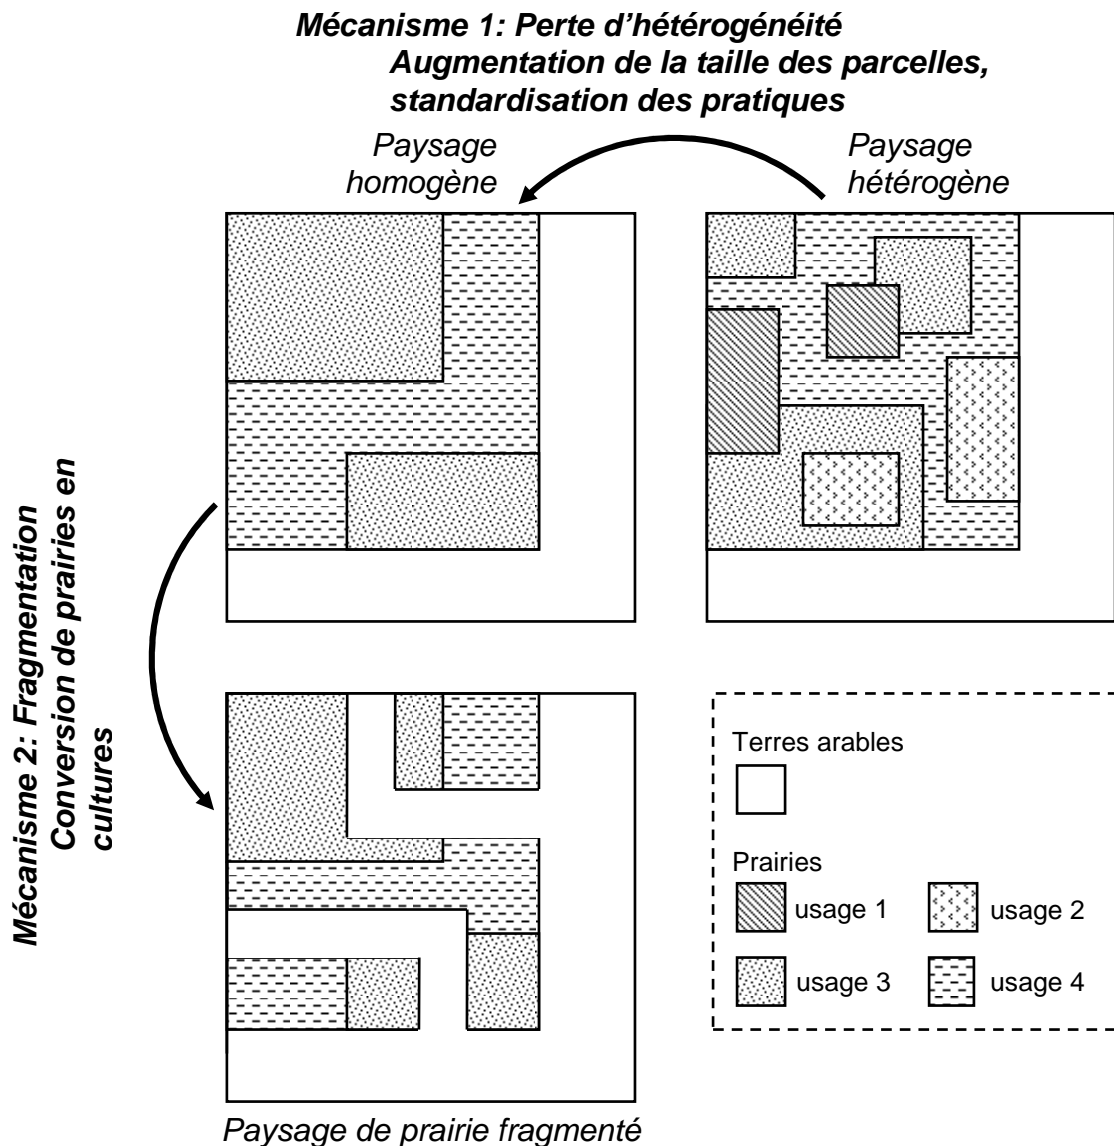 Mécanisme 1: Perte d’hétérogénéité
Augmentation de la taille des parcelles,
standardisation des pratiques
Paysage
homogène
Paysage
hétérogène
Mécanisme 2: Fragmentation
Conversion de prairies en
cultures
Terres arables
Prairies
usage 1
usage 2
usage 3
usage 4
Paysage de prairie fragmenté